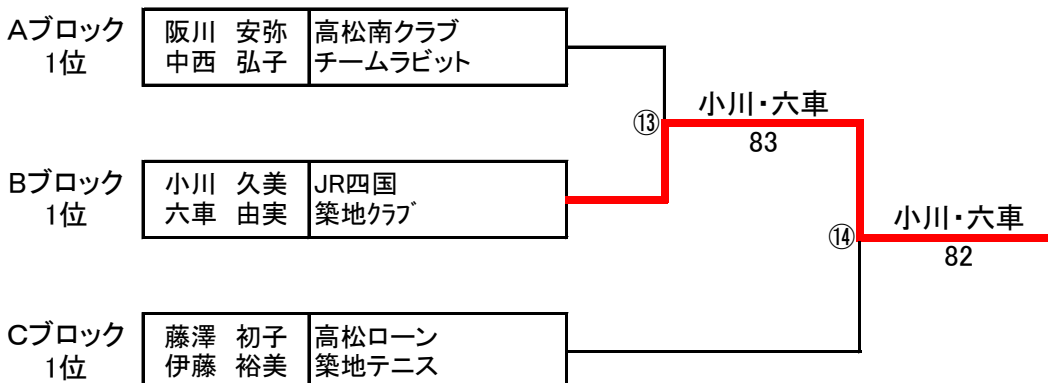 Aブロック
1位
阪川 安弥 高松南クラブ
中西 弘子 チームラビット
小川・六車
⑬
83
Bブロック
1位
小川 久美 JR四国
六車 由実 築地クラブ
小川・六車
⑭
82
Cブロック
1位
藤澤 初子 高松ローン
伊藤 裕美 築地テニス